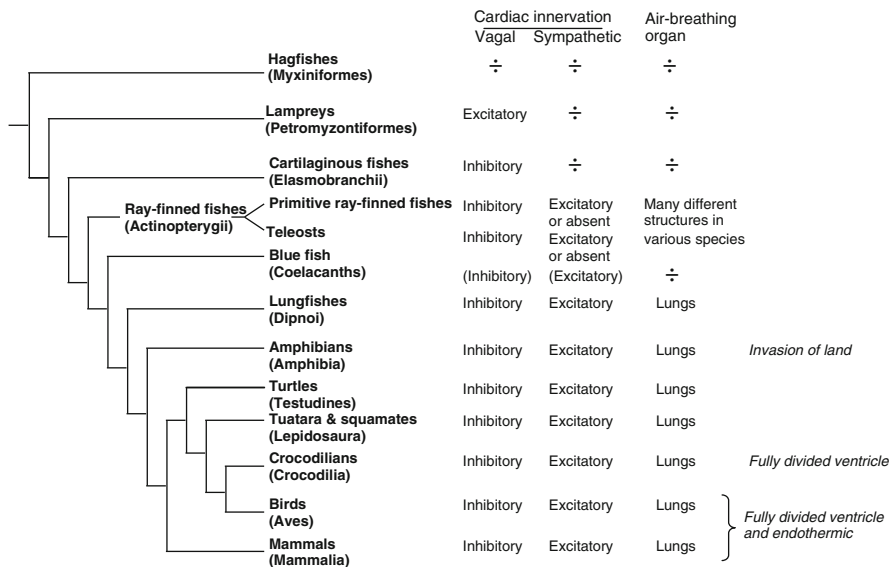 Cardiac innervation
Air-breathing
organ
Vagal Sympathetic
Hagfishes
(Myxiniformes)
÷ ÷ ÷
Lampreys
(Petromyzontiformes)
Excitatory ÷ ÷
Cartilaginous fishes
(Elasmobranchii)
Inhibitory ÷ ÷
Ray-finned fishes
(Actinopterygii)
Primitive ray-finned fishes
Inhibitory Excitatory
or absent
Many different
structures in
various species
Teleosts
Inhibitory Excitatory
or absent
Blue fish
(Coelacanths)
(Inhibitory) (Excitatory) ÷
Lungfishes
(Dipnoi)
Inhibitory Excitatory Lungs
Amphibians
(Amphibia)
Inhibitory Excitatory Lungs Invasion of land
Turtles
(Testudines)
Inhibitory Excitatory Lungs
Tuatara & squamates
(Lepidosaura)
Inhibitory Excitatory Lungs
Crocodilians
(Crocodilia)
Inhibitory Excitatory Lungs Fully divided ventricle
Birds
(Aves)
Inhibitory Excitatory Lungs
Fully divided ventricle
and endothermic
Mammals
(Mammalia)
Inhibitory Excitatory Lungs